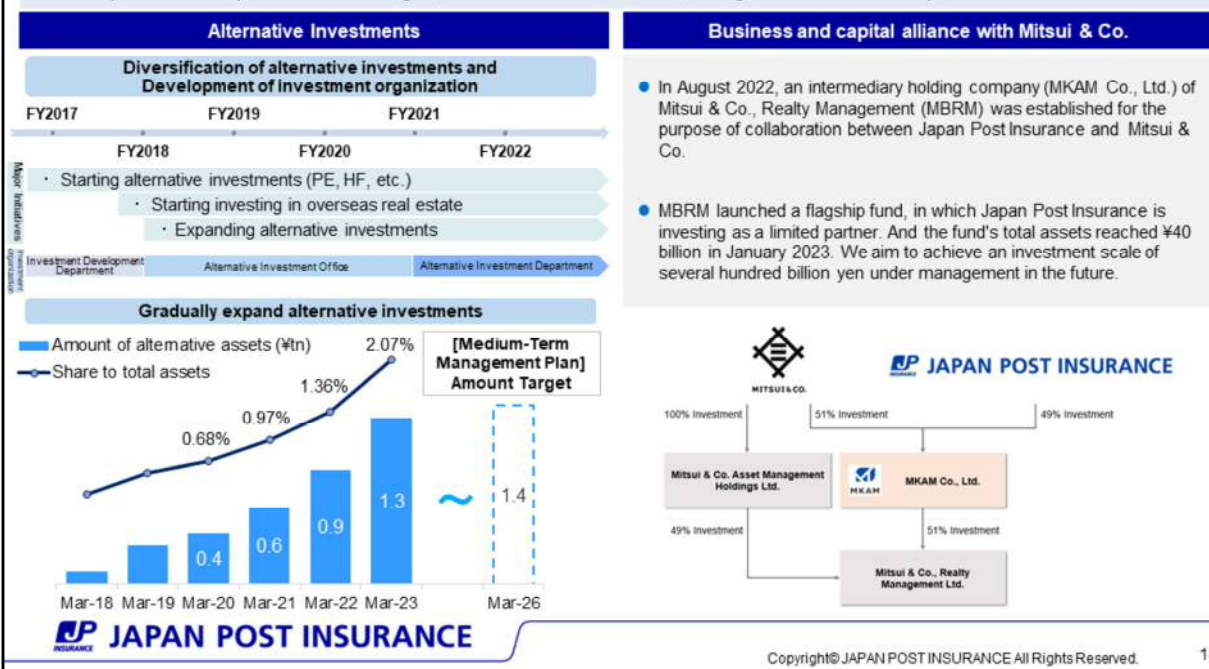 Alternative Investments
Diversification of alternative investments and
Development of investment organization
FY2017
FY2019
FY2021
FY2018
FY2020
FY2022
Major Initiatives
・ Starting alternative investments (PE, HF, etc.)
・ Starting investing in overseas real estate
・ Expanding alternative investments
Investment organization
Investment Development
Department
Alternative Investment Office
Alternative Investment Department
Gradually expand alternative investments
Amount of alternative assets (¥tn)
Share to total assets
0.68%
0.97%
1.36%
2.07%
[Medium-Term
Management Plan]
Amount Target
0.4
0.6
0.9
1.3
~
1.4
Mar-18 Mar-19 Mar-20 Mar-21 Mar-22 Mar-23
Mar-26
Business and capital alliance with Mitsui & Co.
● In August 2022, an intermediary holding company (MKAM Co., Ltd.) of
Mitsui & Co., Realty Management (MBRM) was established for the
purpose of collaboration between Japan Post Insurance and Mitsui &
Co.
● MBRM launched a flagship fund, in which Japan Post Insurance is
investing as a limited partner. And the fund's total assets reached ¥40
billion in January 2023. We aim to achieve an investment scale of
several hundred billion yen under management in the future.
MITSUI & CO.
JP INSURANCE JAPAN POST INSURANCE
100% Investment
51% Investment
49% Investment
Mitsui & Co. Asset Management
Holdings Ltd.
MKAM
MKAM Co., Ltd.
49% Investment
51% Investment
Mitsui & Co., Realty
Management Ltd.
JP INSURANCE JAPAN POST INSURANCE
Copyright© JAPAN POST INSURANCE All Rights Reserved.